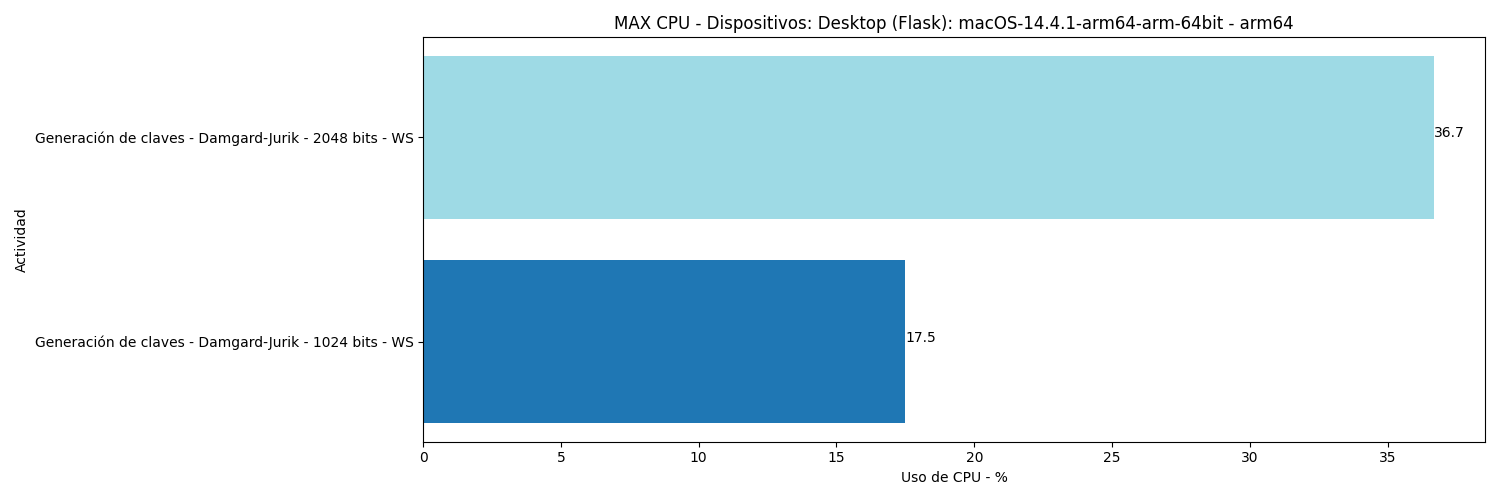 MAX CPU - Dispositivos: Desktop (Flask): macOS-14.4.1-arm64-arm-64bit - arm64
Generación de claves - Damgard-Jurik - 2048 bits - WS
36.7
Actividad
Generación de claves - Damgard-Jurik - 1024 bits - WS
17.5
0 5 10 15 20 25 30 35
Uso de CPU - %